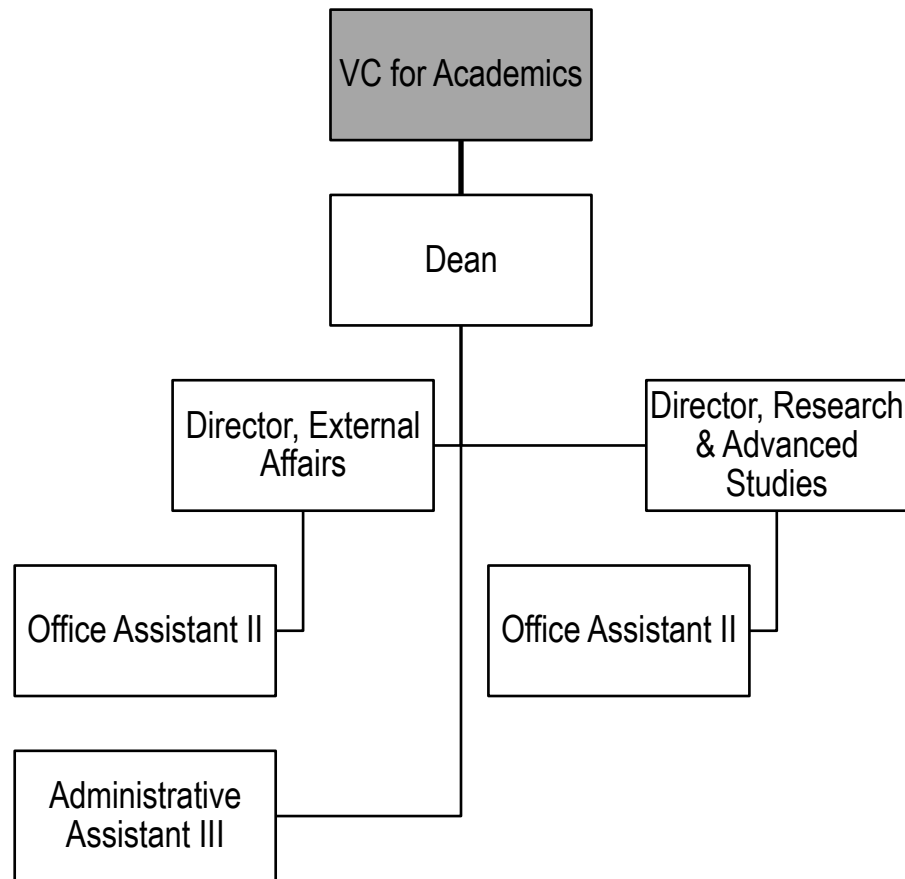 VC for Academics
Dean
Director, External
Affairs
Director, Research
& Advanced
Studies
Office Assistant II
Office Assistant II
Administrative
Assistant III